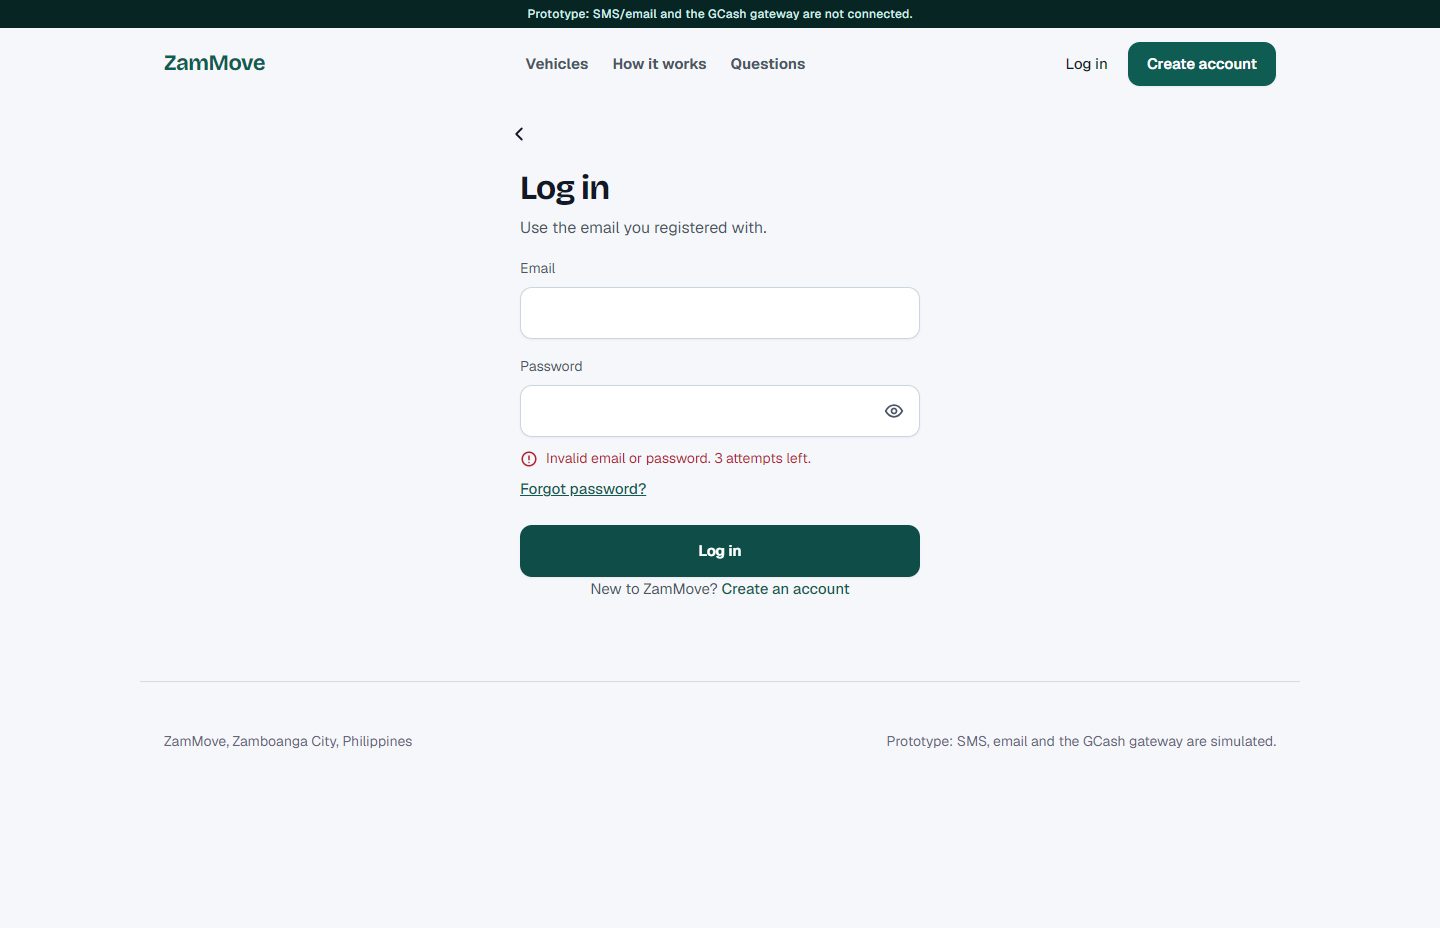 Prototype: SMS/email and the GCash gateway are not connected.
ZamMove
Vehicles How it works Questions
Log in Create account
Log in
Use the email you registered with.
Email
Password
Invalid email or password. 3 attempts left.
Forgot password?
Log in
New to ZamMove? Create an account
ZamMove, Zamboanga City, Philippines
Prototype: SMS, email and the GCash gateway are simulated.